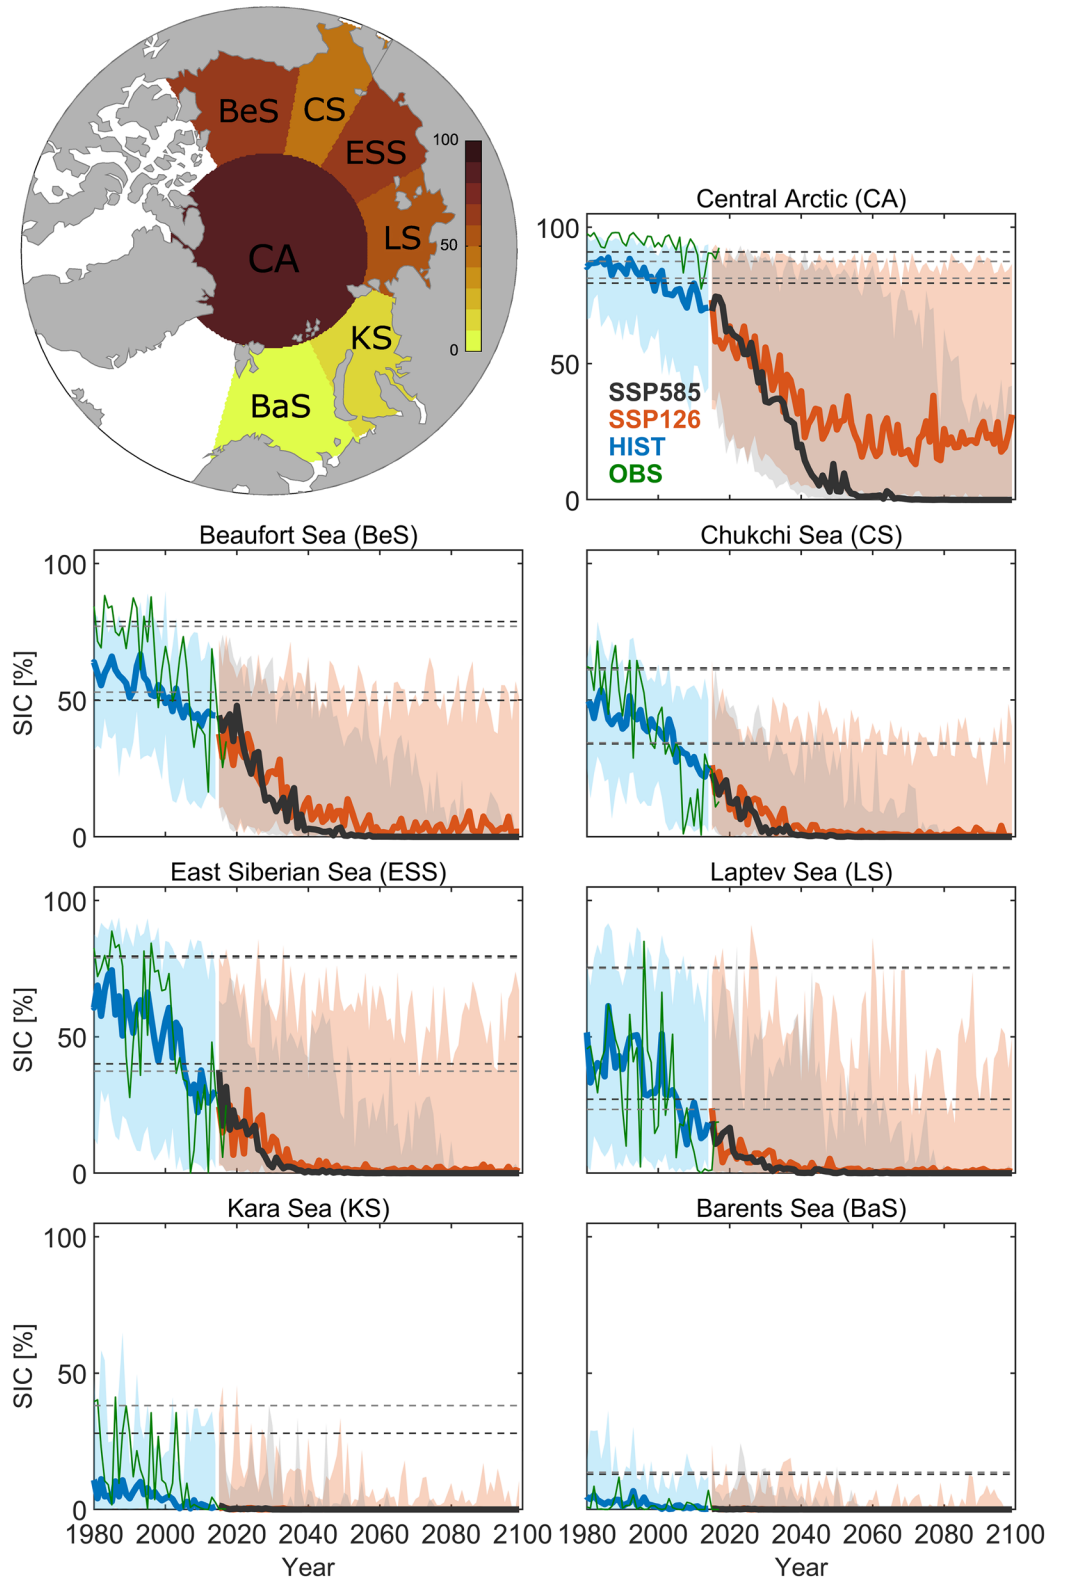 BeS
CS
ESS
CA
LS
KS
BaS
100
50
0
Central Arctic (CA)
100
50
0
SSP585
SSP126
HIST
OBS
Beaufort Sea (BeS)
Chukchi Sea (CS)
SIC [%]
100
50
0
East Siberian Sea (ESS)
Laptev Sea (LS)
SIC [%]
100
50
0
Kara Sea (KS)
Barents Sea (BaS)
SIC [%]
100
50
0
1980 2000 2020 2040 2060 2080 2100
1980 2000 2020 2040 2060 2080 2100
Year
Year